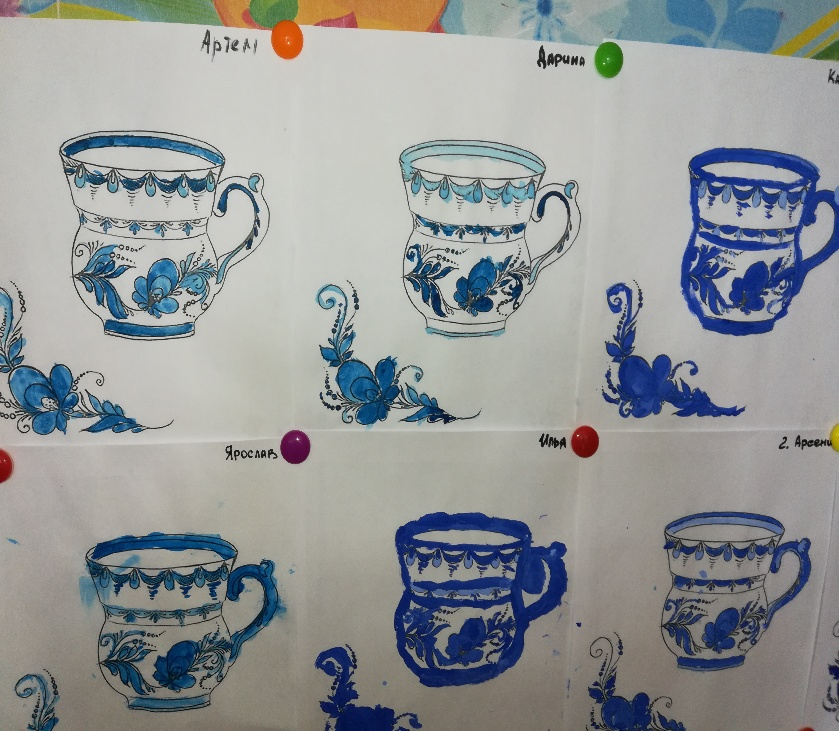 Артем
Дарина
Ярослав
Илья